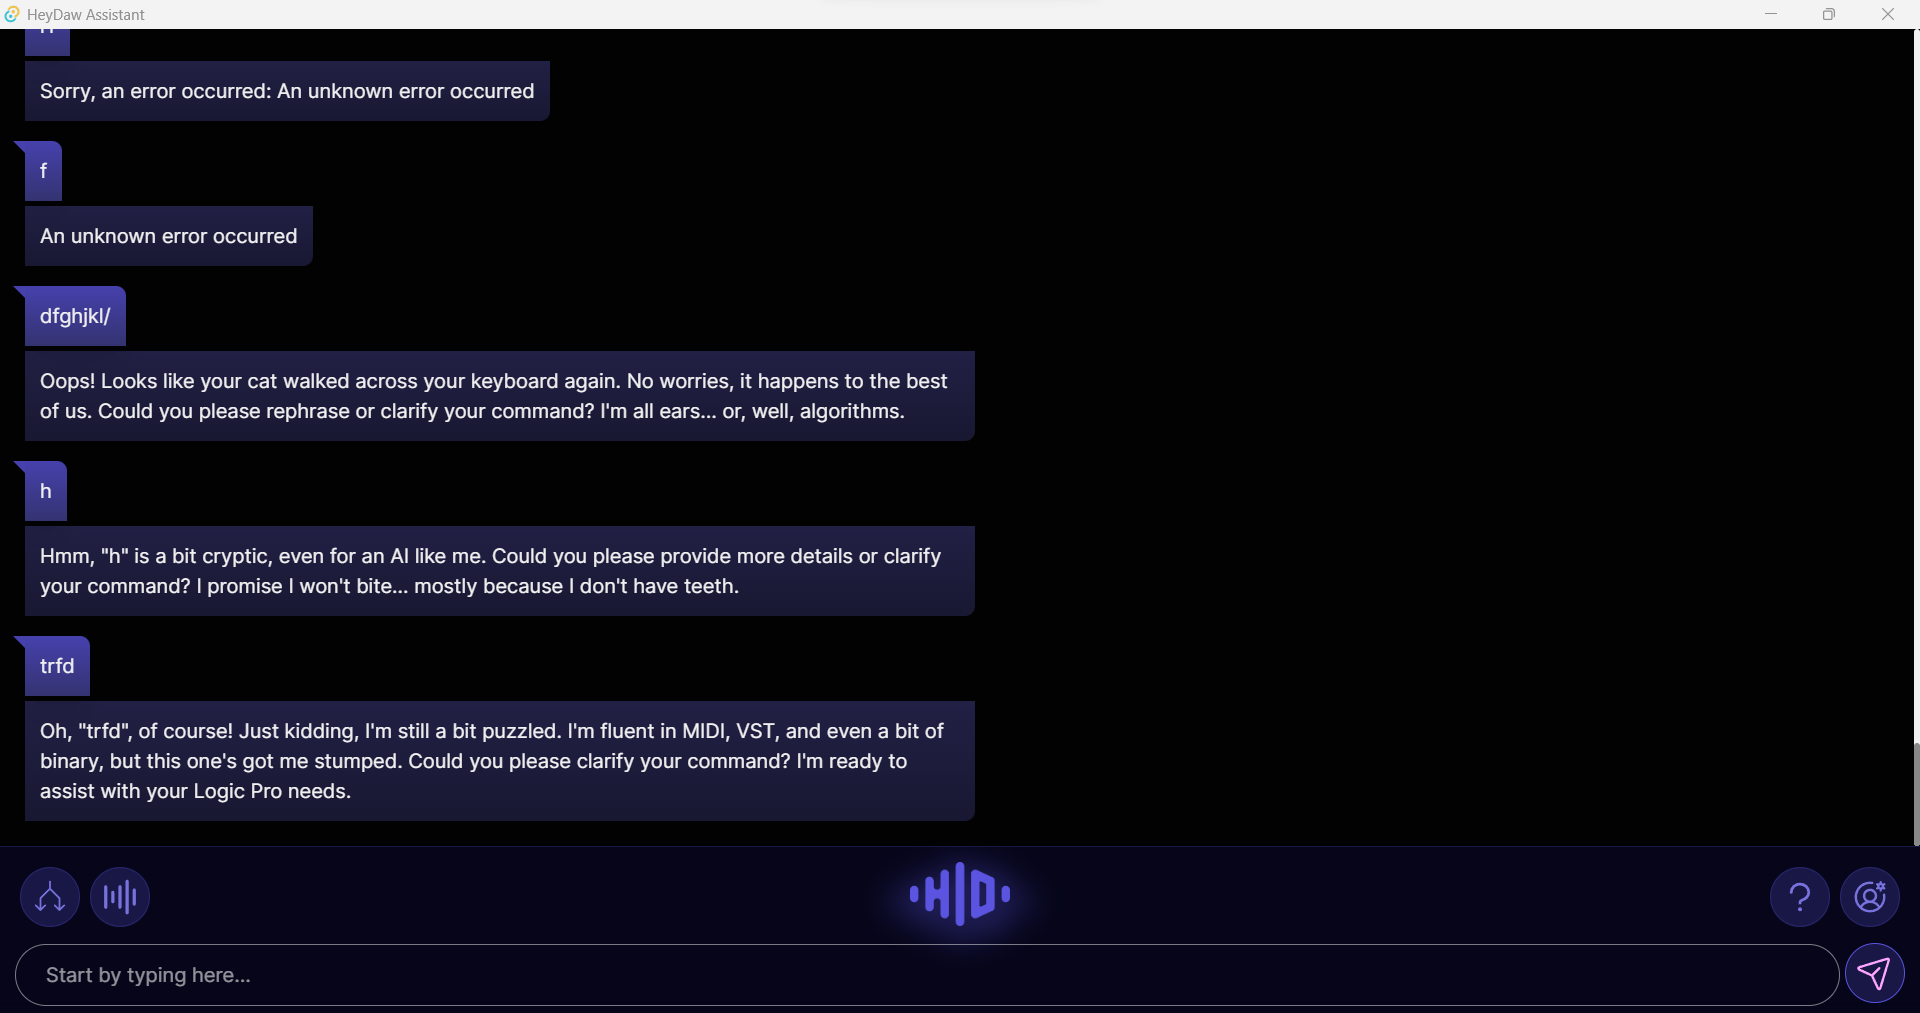 HeyDaw Assistant
Sorry, an error occurred: An unknown error occurred
f
An unknown error occurred
dfghjkl/
Oops! Looks like your cat walked across your keyboard again. No worries, it happens to the best
of us. Could you please rephrase or clarify your command? I'm all ears... or, well, algorithms.
h
Hmm, "h" is a bit cryptic, even for an AI like me. Could you please provide more details or clarify
your command? I promise I won't bite... mostly because I don't have teeth.
trfd
Oh, "trfd", of course! Just kidding, I'm still a bit puzzled. I'm fluent in MIDI, VST, and even a bit of
binary, but this one's got me stumped. Could you please clarify your command? I'm ready to
assist with your Logic Pro needs.
HD
?
Start by typing here...